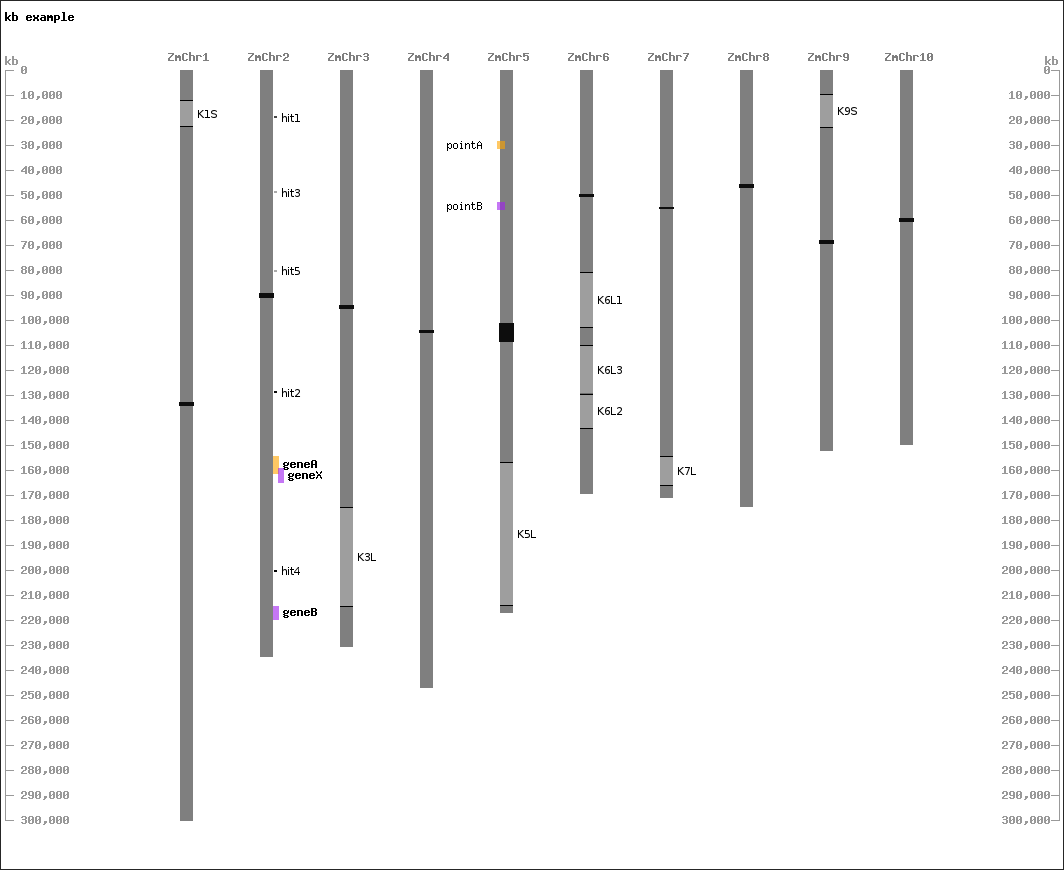 kb example
ZmChr1 ZmChr2 ZmChr3 ZmChr4 ZmChr5 ZmChr6 ZmChr7 ZmChr8 ZmChr9 ZmChr10
kb kb
0 0
10,000 10,000
K1S K9S
20,000 hit1 20,000
30,000 pointA 30,000
40,000 40,000
50,000 hit3 50,000
pointB
60,000 60,000
70,000 70,000
80,000 hit5 80,000
90,000 K6L1 90,000
100,000 100,000
110,000 110,000
120,000 K6L3 120,000
130,000 hit2 130,000
140,000 K6L2 140,000
150,000 150,000
160,000 geneA K7L 160,000
geneX
170,000 170,000
180,000 K5L 180,000
190,000 K3L 190,000
200,000 hit4 200,000
210,000 210,000
geneB
220,000 220,000
230,000 230,000
240,000 240,000
250,000 250,000
260,000 260,000
270,000 270,000
280,000 280,000
290,000 290,000
300,000 300,000